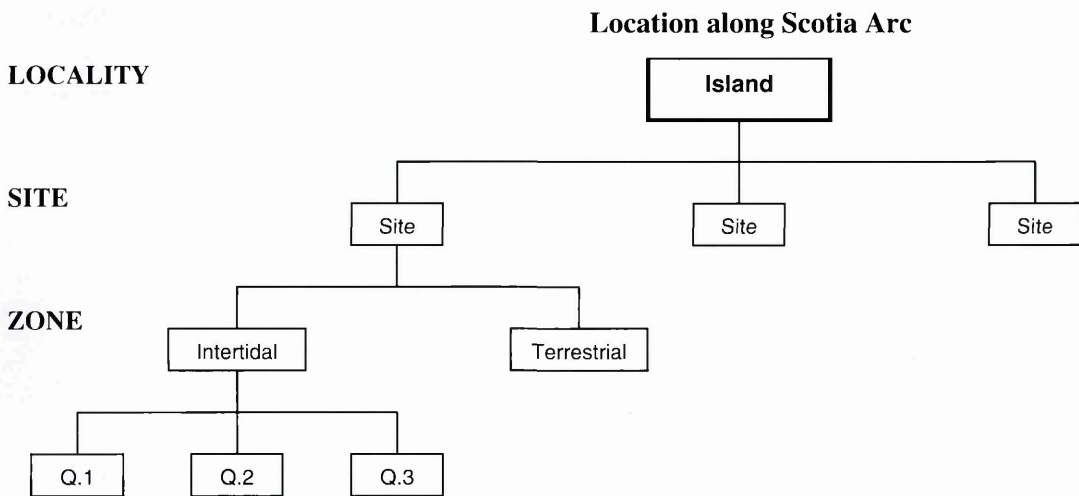 Location along Scotia Arc
LOCALITY
Island
SITE
Site Site Site
ZONE
Intertidal Terrestrial
Q.1 Q.2 Q.3